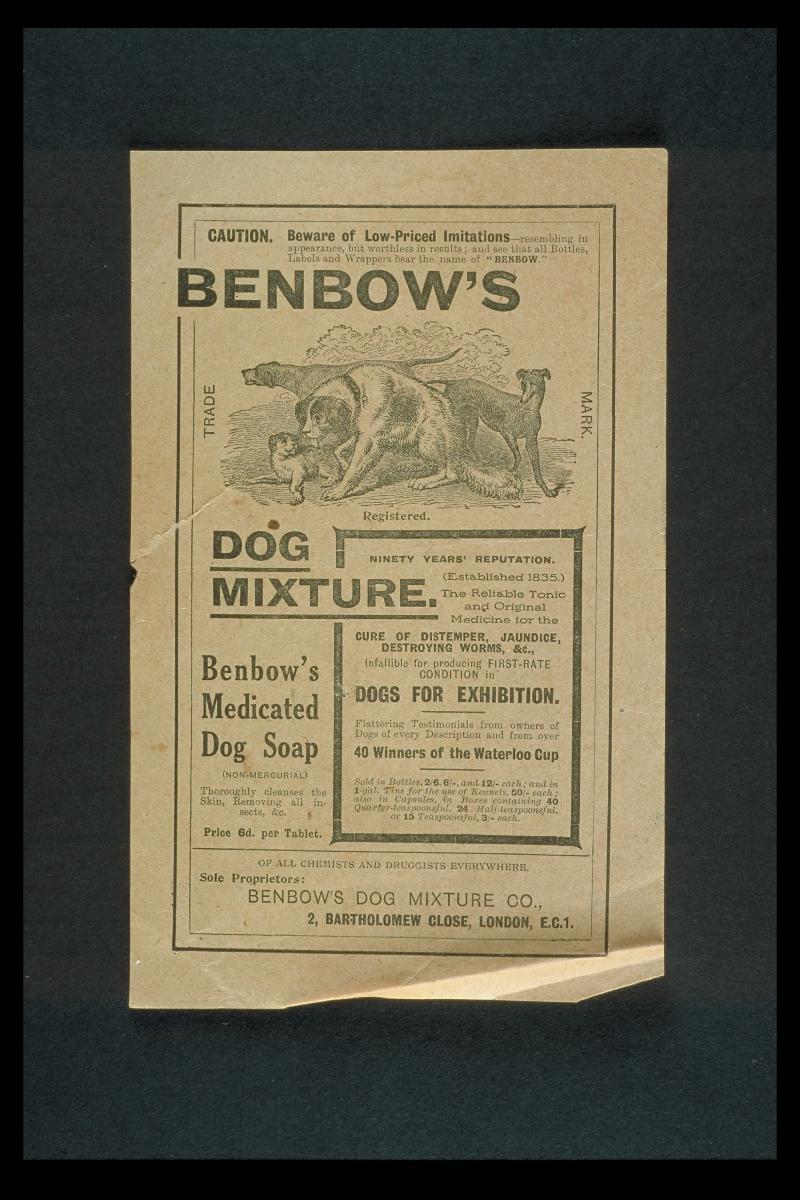 CAUTION. Beware of Low-Priced Imitations—resembling in
appearance, but worthless in results; and see that all Bottles,
Labels and Wrappers bear the name of "BENBOW."
BENBOW'S
TRADE
MARK.
Registered.
DOG
MIXTURE.
NINETY YEARS' REPUTATION.
(Established 1835.)
The Reliable Tonic
and Original
Medicine for the
CURE OF DISTEMPER, JAUNDICE,
DESTROYING WORMS, &c.,
Infallible for producing FIRST-RATE
CONDITION in
DOGS FOR EXHIBITION.
Flattering Testimonials from owners of
Dogs of every Description and from over
40 Winners of the Waterloo Cup
Sold in Bottles, 2/6, 6/-, and 12/- each; and in
1-gal. Tins for the use of Kennels, 50/- each;
also in Capsules, in Boxes containing 40
Quarter-teaspoonsful, 24 Half-teaspoonsful,
or 15 Teaspoonsful, 3/- each.
Benbow's
Medicated
Dog Soap
(NON-MERCURIAL)
Thoroughly cleanses the
Skin, Removing all in-
sects, &c.
Price 6d. per Tablet.
OF ALL CHEMISTS AND DRUGGISTS EVERYWHERE.
Sole Proprietors:
BENBOW'S DOG MIXTURE CO.,
2, BARTHOLOMEW CLOSE, LONDON, E.C.1.